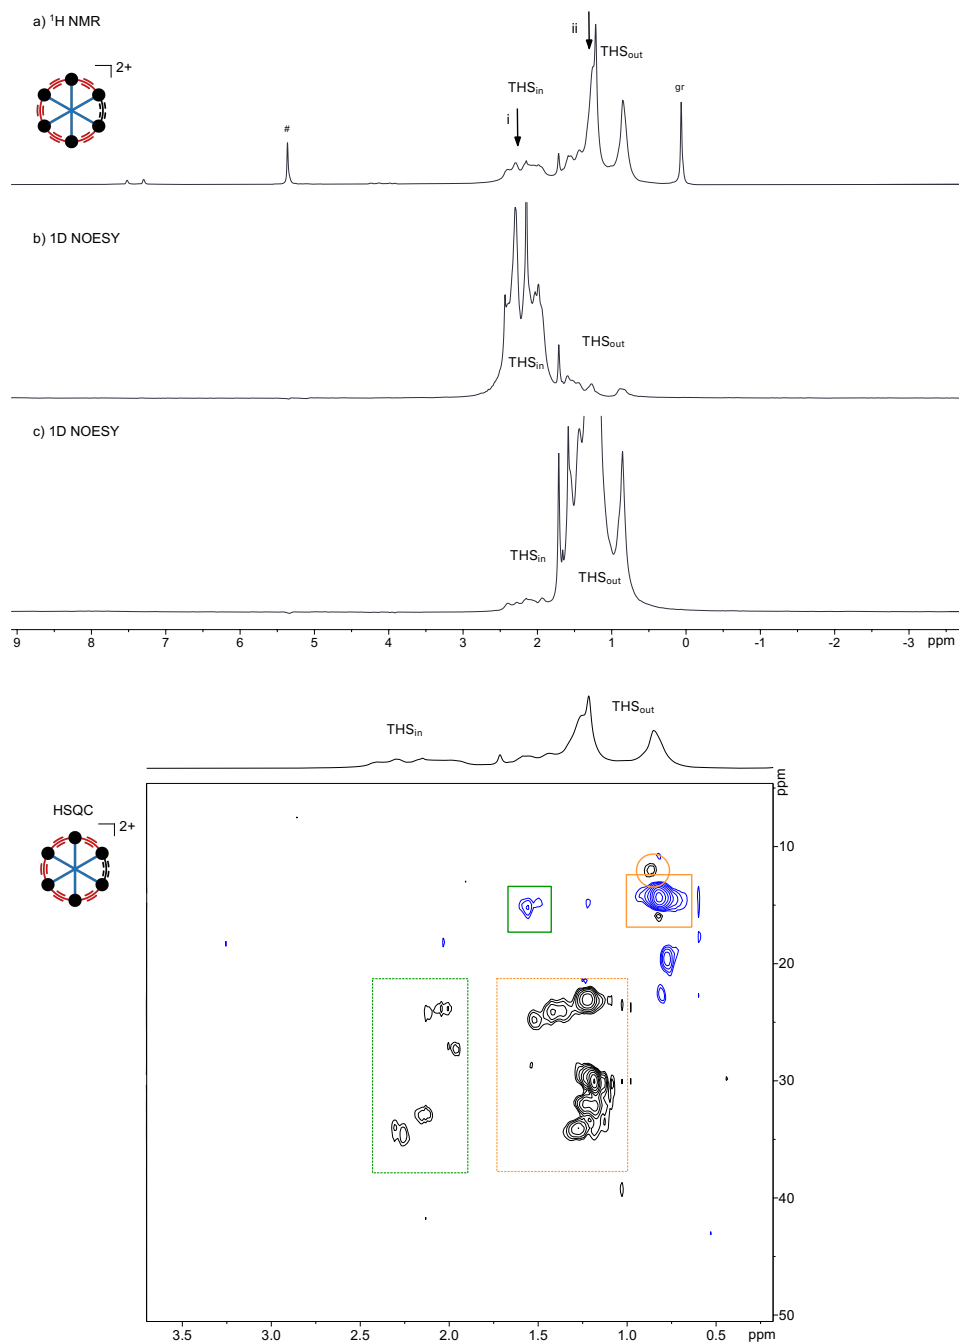 a) ¹H NMR
2+
ii
THS_out
THS_in
i
#
gr
b) 1D NOESY
THS_out
THS_in
c) 1D NOESY
THS_in
THS_out
9 8 7 6 5 4 3 2 1 0 -1 -2 -3 ppm
THS_out
THS_in
HSQC
2+
ppm
10
20
30
40
50
3.5 3.0 2.5 2.0 1.5 1.0 0.5 ppm